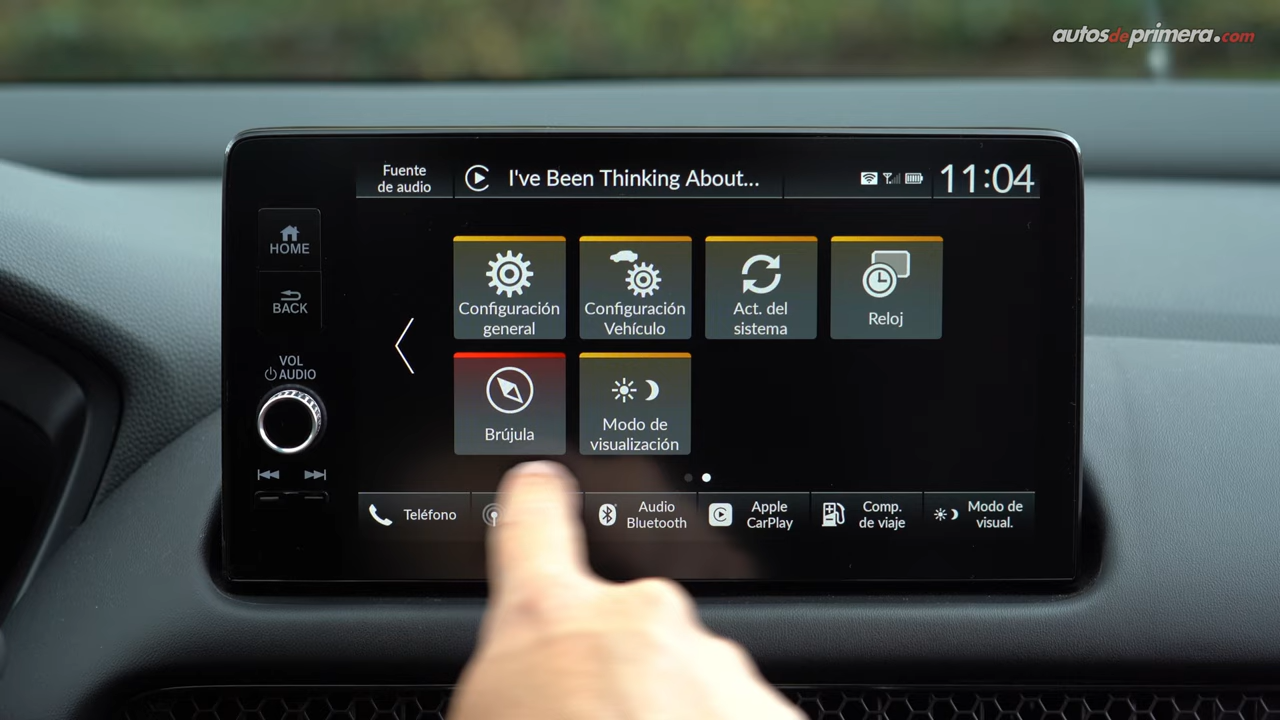 autosdeprimera.com
Fuente
de audio
I've Been Thinking About...
11:04
HOME
BACK
VOL
AUDIO
Configuración
general
Configuración
Vehículo
Act. del
sistema
Reloj
Brújula
Modo de
visualización
Teléfono
Audio
Bluetooth
Apple
CarPlay
Comp.
de viaje
Modo de
visual.